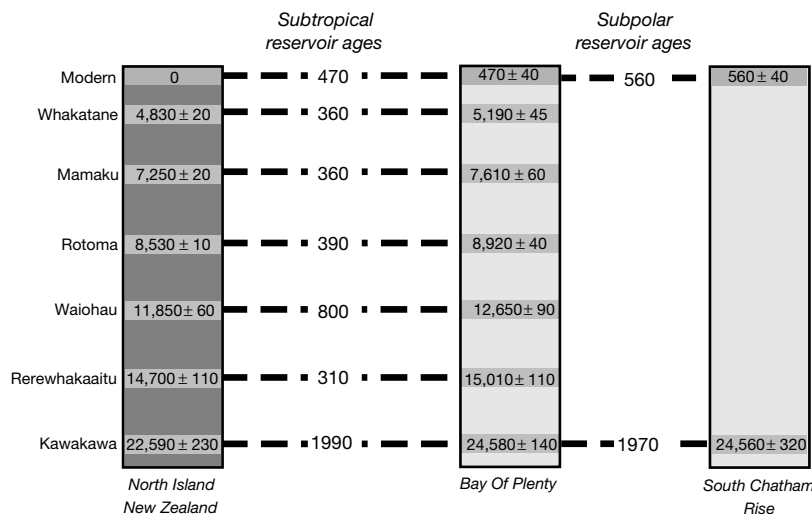 Subtropical
reservoir ages
Subpolar
reservoir ages
Modern 0 470 470 ± 40 560 560 ± 40
Whakatane 4,830 ± 20 360 5,190 ± 45
Mamaku 7,250 ± 20 360 7,610 ± 60
Rotoma 8,530 ± 10 390 8,920 ± 40
Waiohau 11,850 ± 60 800 12,650 ± 90
Rerewhakaaitu 14,700 ± 110 310 15,010 ± 110
Kawakawa 22,590 ± 230 1990 24,580 ± 140 1970 24,560 ± 320
North Island
New Zealand
Bay Of Plenty
South Chatham
Rise